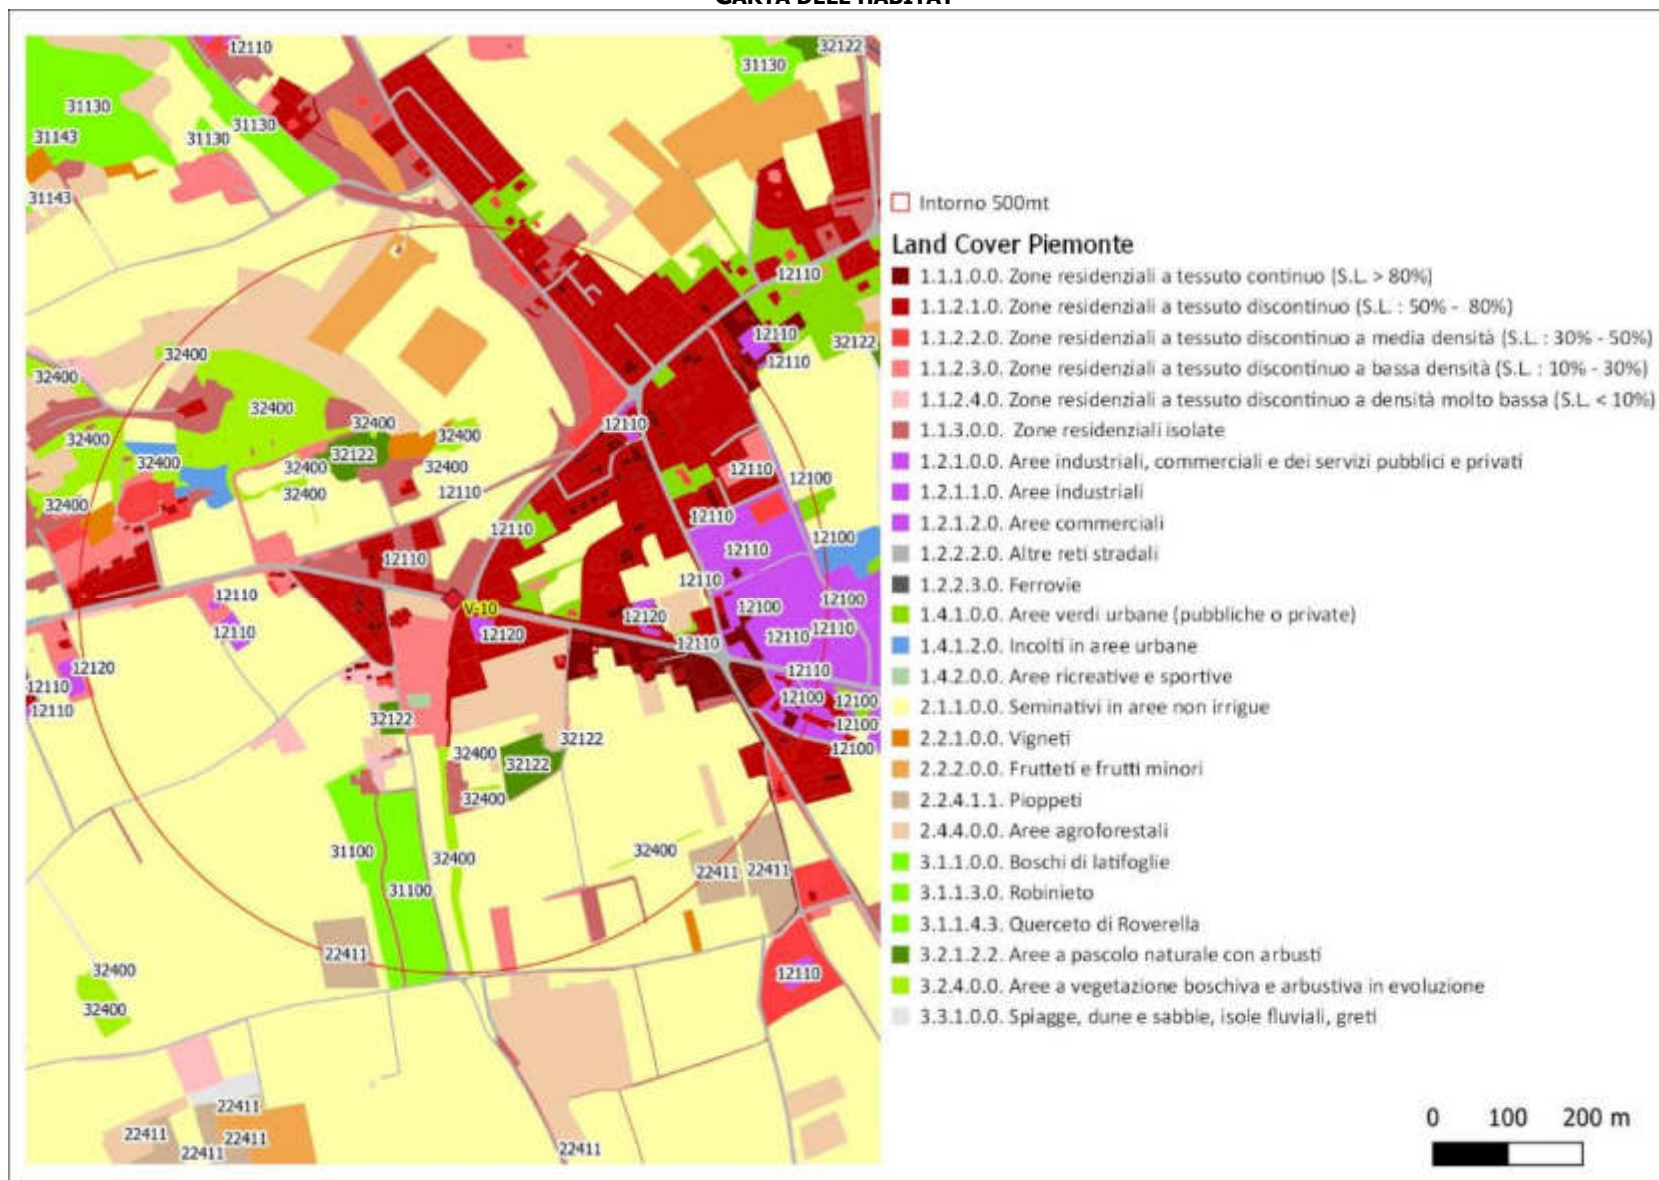 CARTA DELL'HABITAT
12110
32122
31130
31130
31130
31130
31143
31143
12110
12110
12110
32122
32400
32400
32400
32400
32400
32400
32400
32122
32400
32400
32400
32400
12110
12110
12110
12100
12110
12110
12110
12110
12100
12110
V-10
12120
12120
12100
12100
12110
12110
12110
12110
12110
12110
12120
12110
12110
12110
12100
12100
12100
12100
32122
32122
32400
32122
32400
31100
31100
32400
32400
22411
22411
22411
32400
32400
12110
22411
22411
22411
22411
22411
Intorno 500mt
Land Cover Piemonte
1.1.1.0.0. Zone residenziali a tessuto continuo (S.L. > 80%)
1.1.2.1.0. Zone residenziali a tessuto discontinuo (S.L. : 50% - 80%)
1.1.2.2.0. Zone residenziali a tessuto discontinuo a media densità (S.L. : 30% - 50%)
1.1.2.3.0. Zone residenziali a tessuto discontinuo a bassa densità (S.L. : 10% - 30%)
1.1.2.4.0. Zone residenziali a tessuto discontinuo a densità molto bassa (S.L. < 10%)
1.1.3.0.0. Zone residenziali isolate
1.2.1.0.0. Aree industriali, commerciali e dei servizi pubblici e privati
1.2.1.1.0. Aree industriali
1.2.1.2.0. Aree commerciali
1.2.2.2.0. Altre reti stradali
1.2.2.3.0. Ferrovie
1.4.1.0.0. Aree verdi urbane (pubbliche o private)
1.4.1.2.0. Incolti in aree urbane
1.4.2.0.0. Aree ricreative e sportive
2.1.1.0.0. Seminativi in aree non irrigue
2.2.1.0.0. Vigneti
2.2.2.0.0. Frutteti e frutti minori
2.2.4.1.1. Pioppeti
2.4.4.0.0. Aree agroforestali
3.1.1.0.0. Boschi di latifoglie
3.1.1.3.0. Robinieto
3.1.1.4.3. Querceto di Roverella
3.2.1.2.2. Aree a pascolo naturale con arbusti
3.2.4.0.0. Aree a vegetazione boschiva e arbustiva in evoluzione
3.3.1.0.0. Spiagge, dune e sabbie, isole fluviali, greti
0 100 200 m